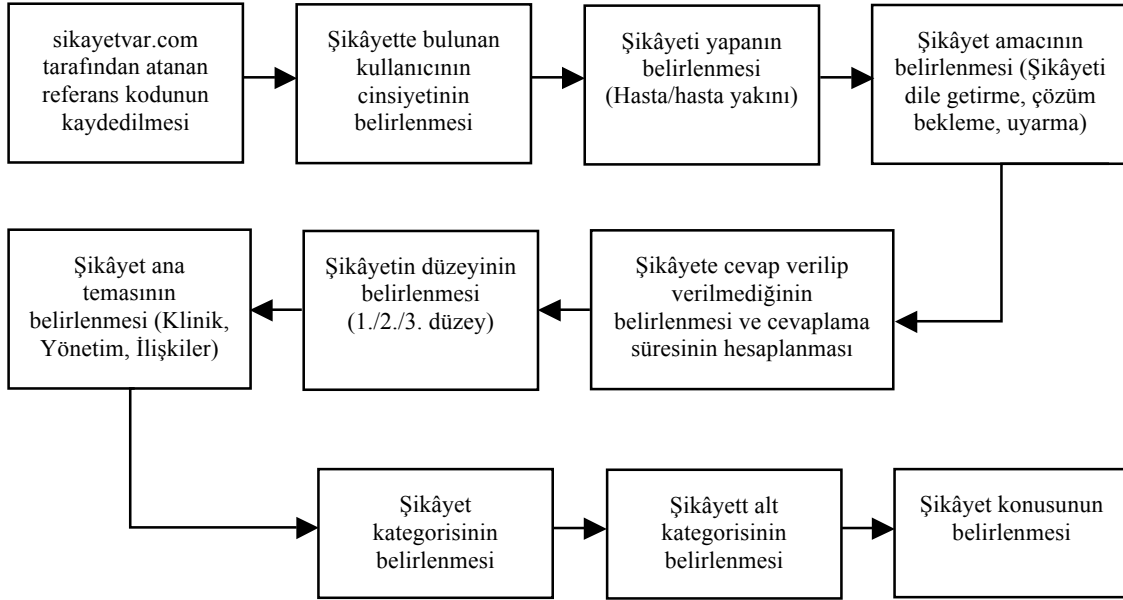 sikayetvar.com
tarafından atanan
referans kodunun
kaydedilmesi
Şikâyette bulunan
kullanıcının
cinsiyetinin
belirlenmesi
Şikâyeti yapanın
belirlenmesi
(Hasta/hasta yakını)
Şikâyet amacının
belirlenmesi (Şikâyeti
dile getirme, çözüm
bekleme, uyarma)
Şikâyete cevap verilip
verilmediğinin
belirlenmesi ve cevaplama
süresinin hesaplanması
Şikâyetin düzeyinin
belirlenmesi
(1./2./3. düzey)
Şikâyet ana
temasının
belirlenmesi (Klinik,
Yönetim, İlişkiler)
Şikâyet
kategorisinin
belirlenmesi
Şikâyett alt
kategorisinin
belirlenmesi
Şikâyet konusunun
belirlenmesi